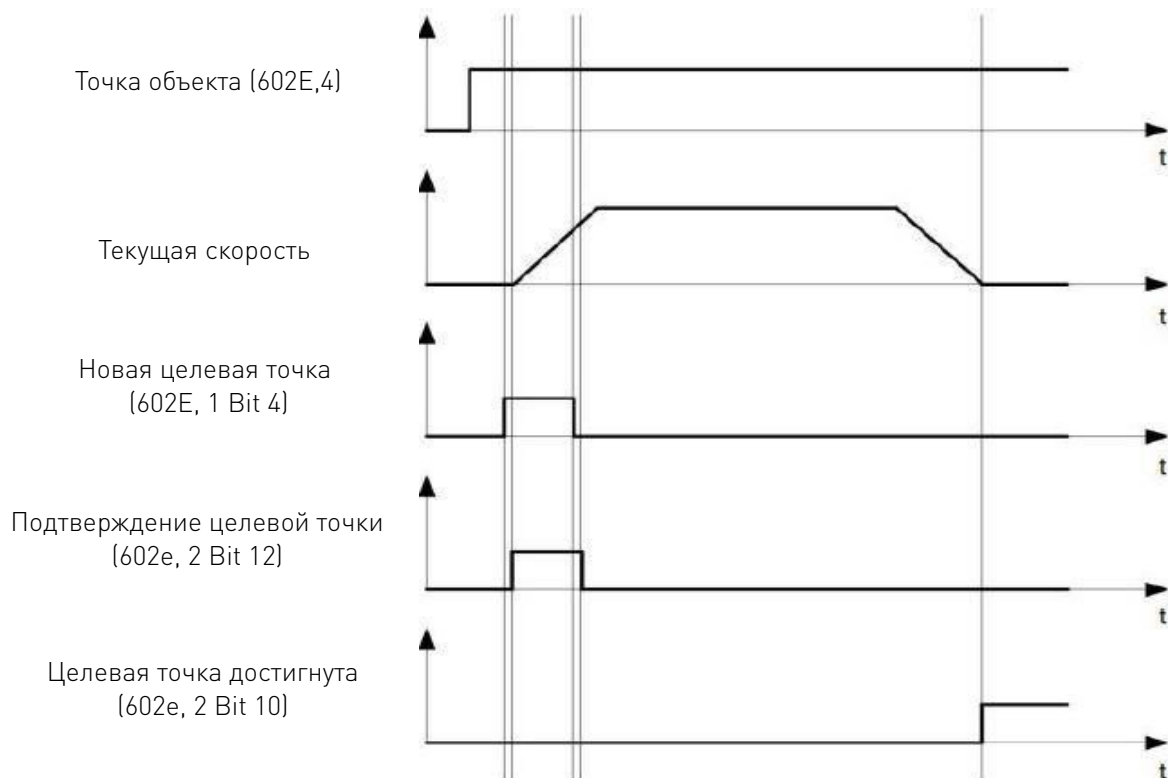 Точка объекта (602E,4)
t
Текущая скорость
t
Новая целевая точка
(602E, 1 Bit 4)
t
Подтверждение целевой точки
(602e, 2 Bit 12)
t
Целевая точка достигнута
(602e, 2 Bit 10)
t